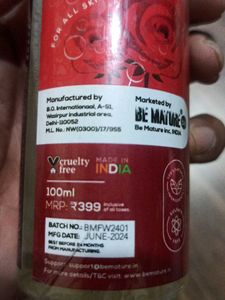 FOR ALL SKIN
Manufactured by
B.O. Internationaal, A-51,
Wazirpur industrial area,
Delhi-110052
M.L. No.: NW(0300)/17/955
Marketed by
BE MATURE
Be Mature inc. INDIA
cruelty
free
MADE IN
INDIA
100ml
MRP: ₹399 inclusive
of all taxes
BATCH NO.: BMFW2401
MFG DATE: JUNE-2024
BEST BEFORE 24 MONTHS
FROM MANUFACTURING
Support: support@bemature.in
For more details/T&C visit: www.bemature.in